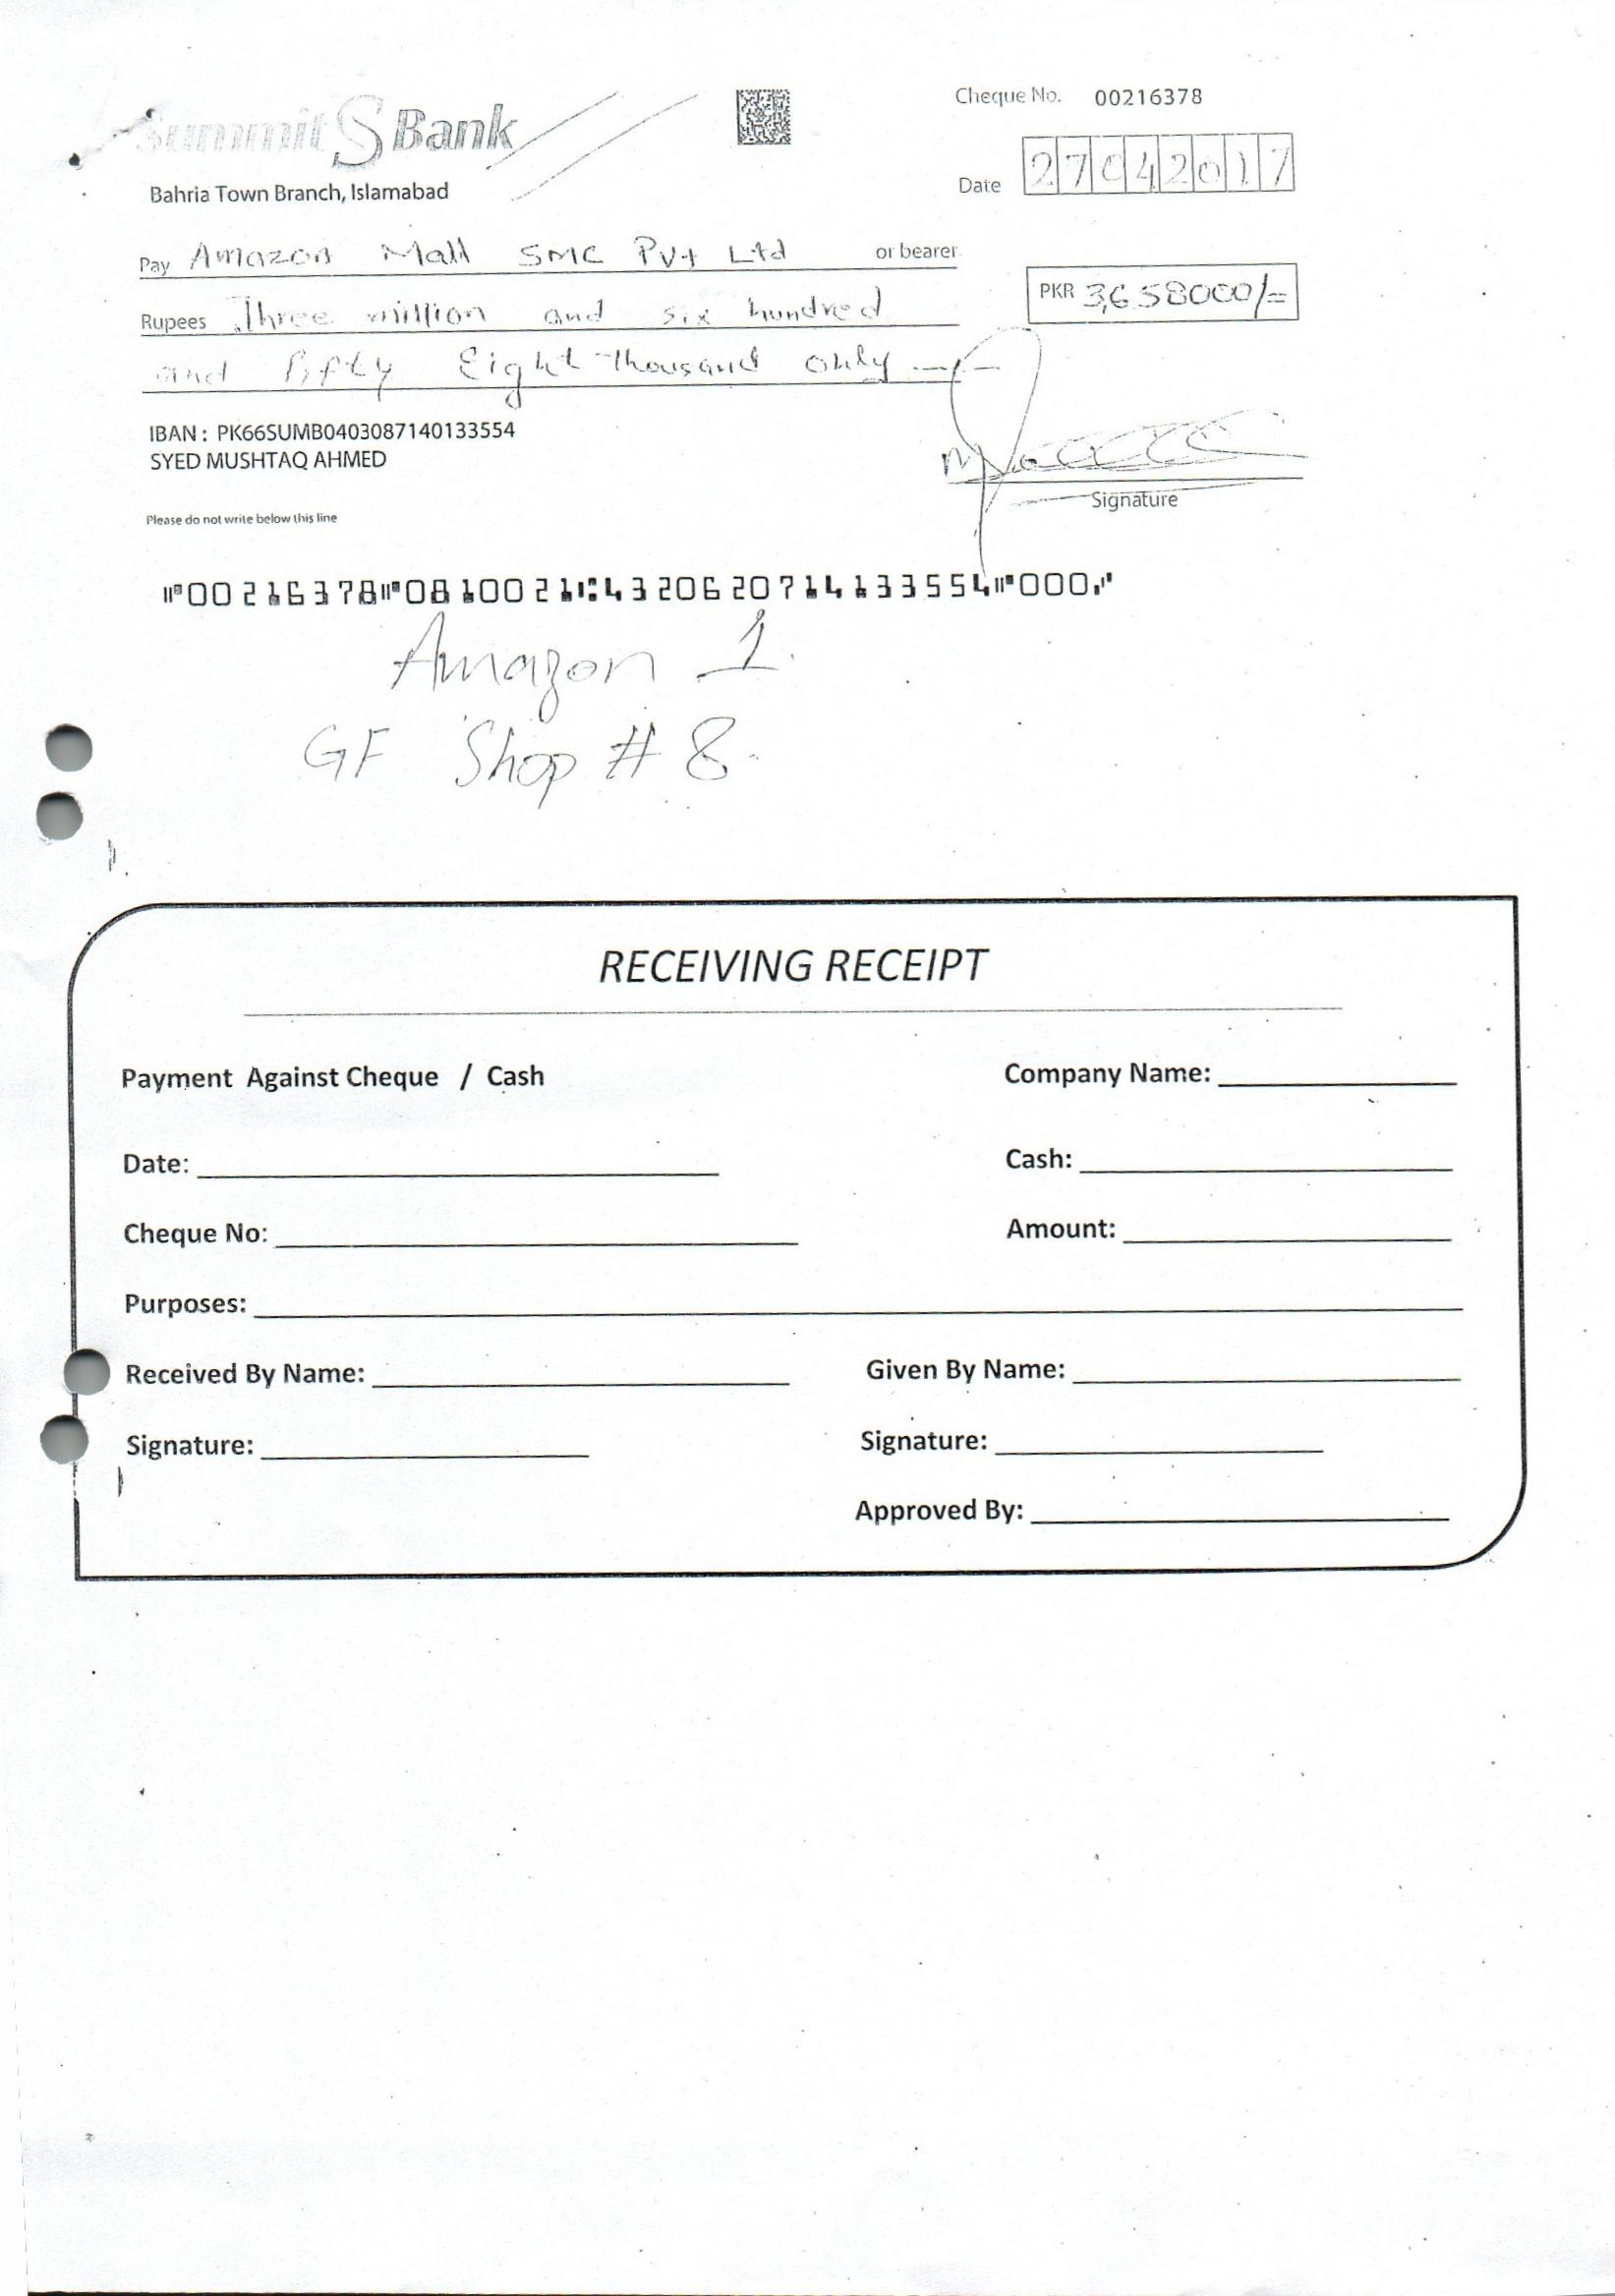 Summit S Bank
Cheque No. 00216378
Bahria Town Branch, Islamabad
Date 27042017
Pay Amazon Mall SMC Pvt Ltd or bearer
PKR 3,658000/=
Rupees Three million and six hundred
and fifty Eight thousand only
IBAN : PK66SUMB0403087140133554
SYED MUSHTAQ AHMED
Signature
Please do not write below this line
⑈00216378⑈0810021⑆4320620714133554⑈000⑈
Amazon 1.
GF Shop # 8.
RECEIVING RECEIPT
Payment Against Cheque / Cash Company Name:
Date: Cash:
Cheque No: Amount:
Purposes:
Received By Name: Given By Name:
Signature: Signature:
Approved By: